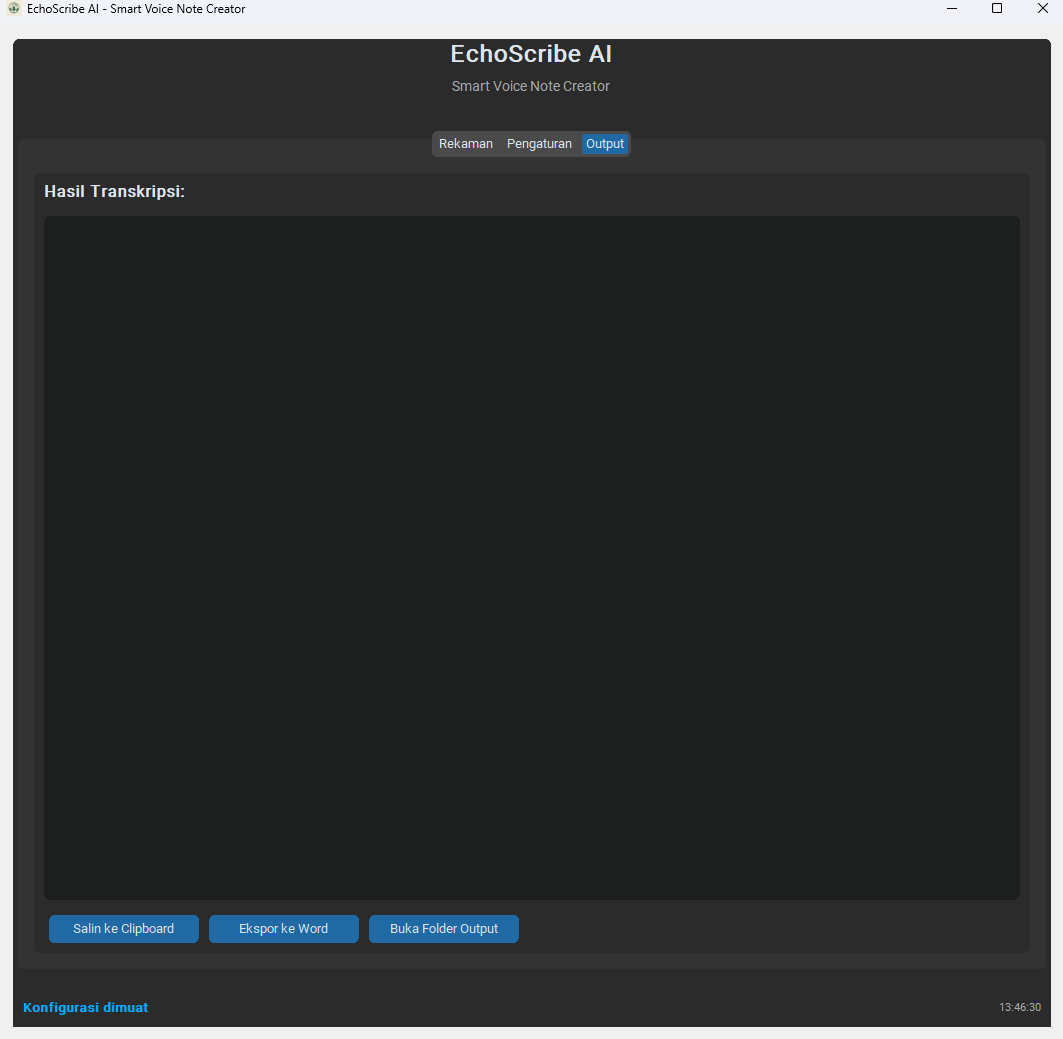 EchoScribe AI - Smart Voice Note Creator
EchoScribe AI
Smart Voice Note Creator
Rekaman Pengaturan Output
Hasil Transkripsi:
Salin ke Clipboard Ekspor ke Word Buka Folder Output
Konfigurasi dimuat 13:46:30